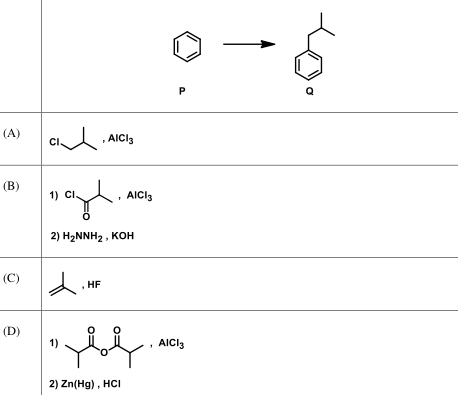 P
Q
(A)
Cl , AlCl3
(B)
1) Cl O , AlCl3
2) H2NNH2 , KOH
(C)
, HF
(D)
1) O O O , AlCl3
2) Zn(Hg) , HCl